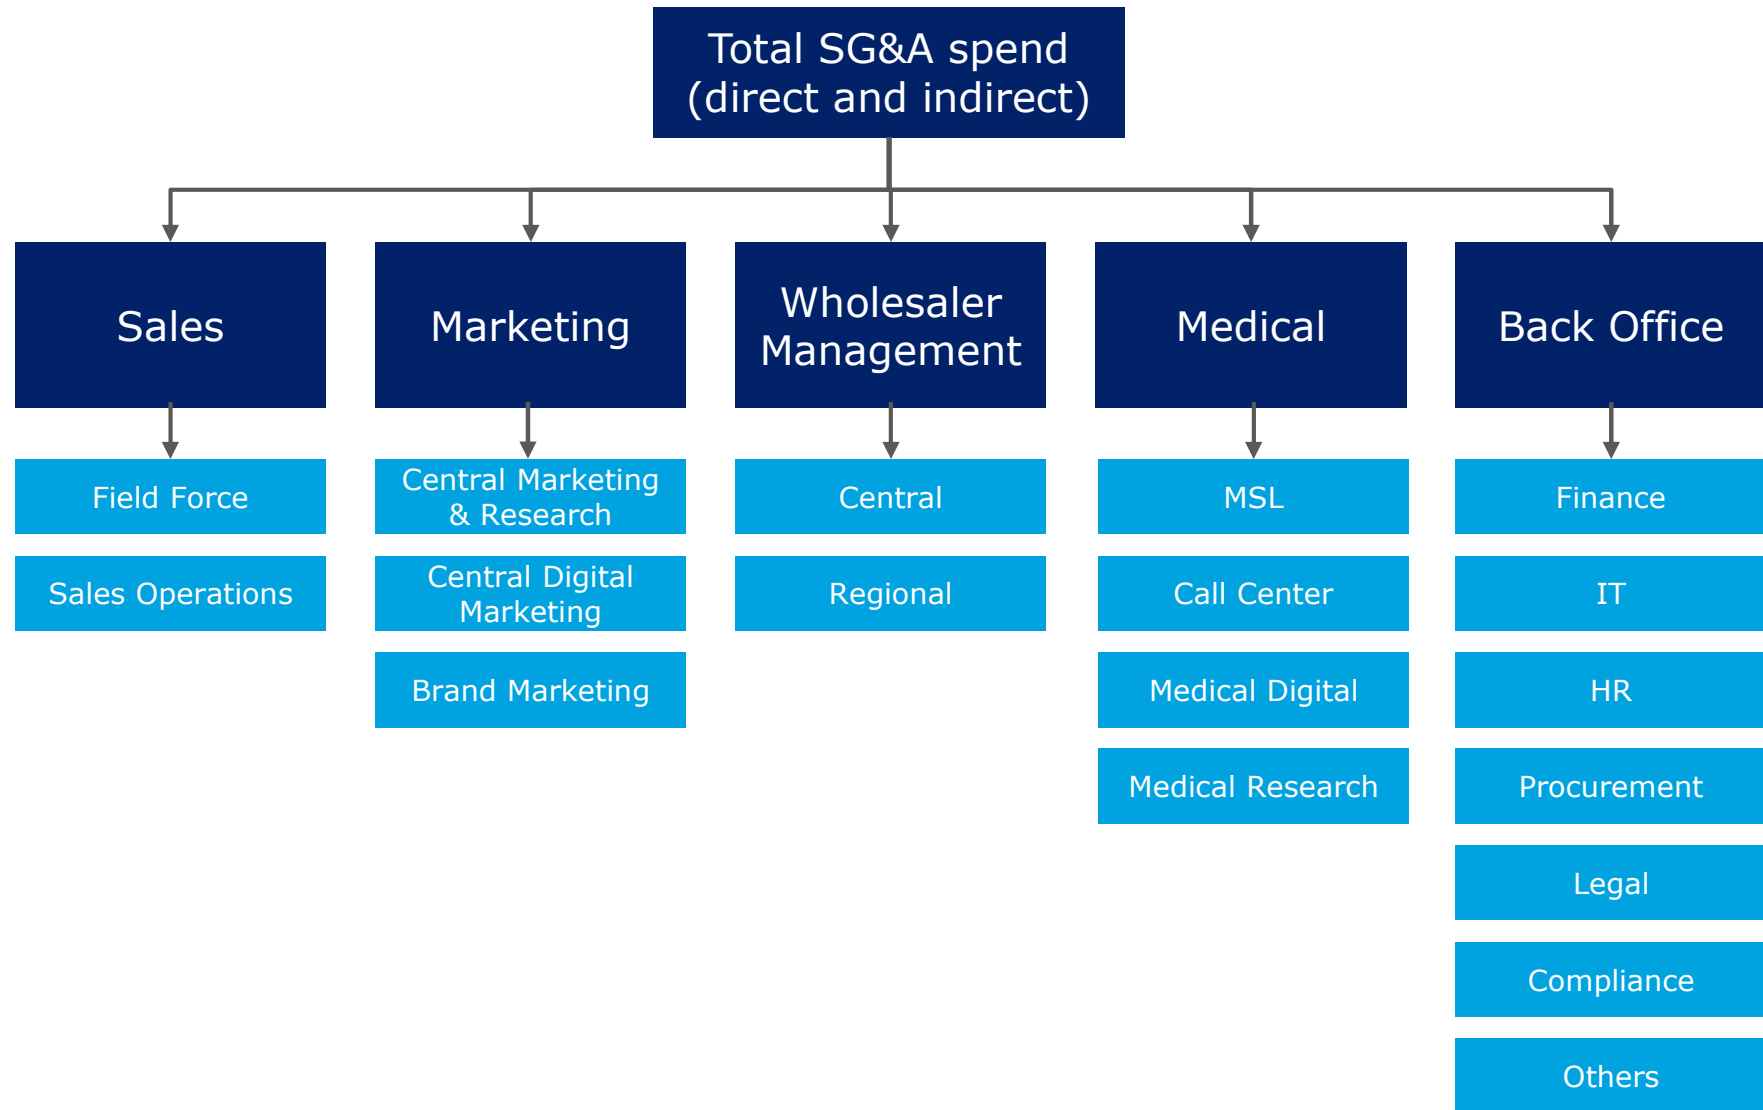 Total SG&A spend
(direct and indirect)
Sales
Marketing
Wholesaler
Management
Medical
Back Office
Field Force
Sales Operations
Central Marketing
& Research
Central Digital
Marketing
Brand Marketing
Central
Regional
MSL
Call Center
Medical Digital
Medical Research
Finance
IT
HR
Procurement
Legal
Compliance
Others